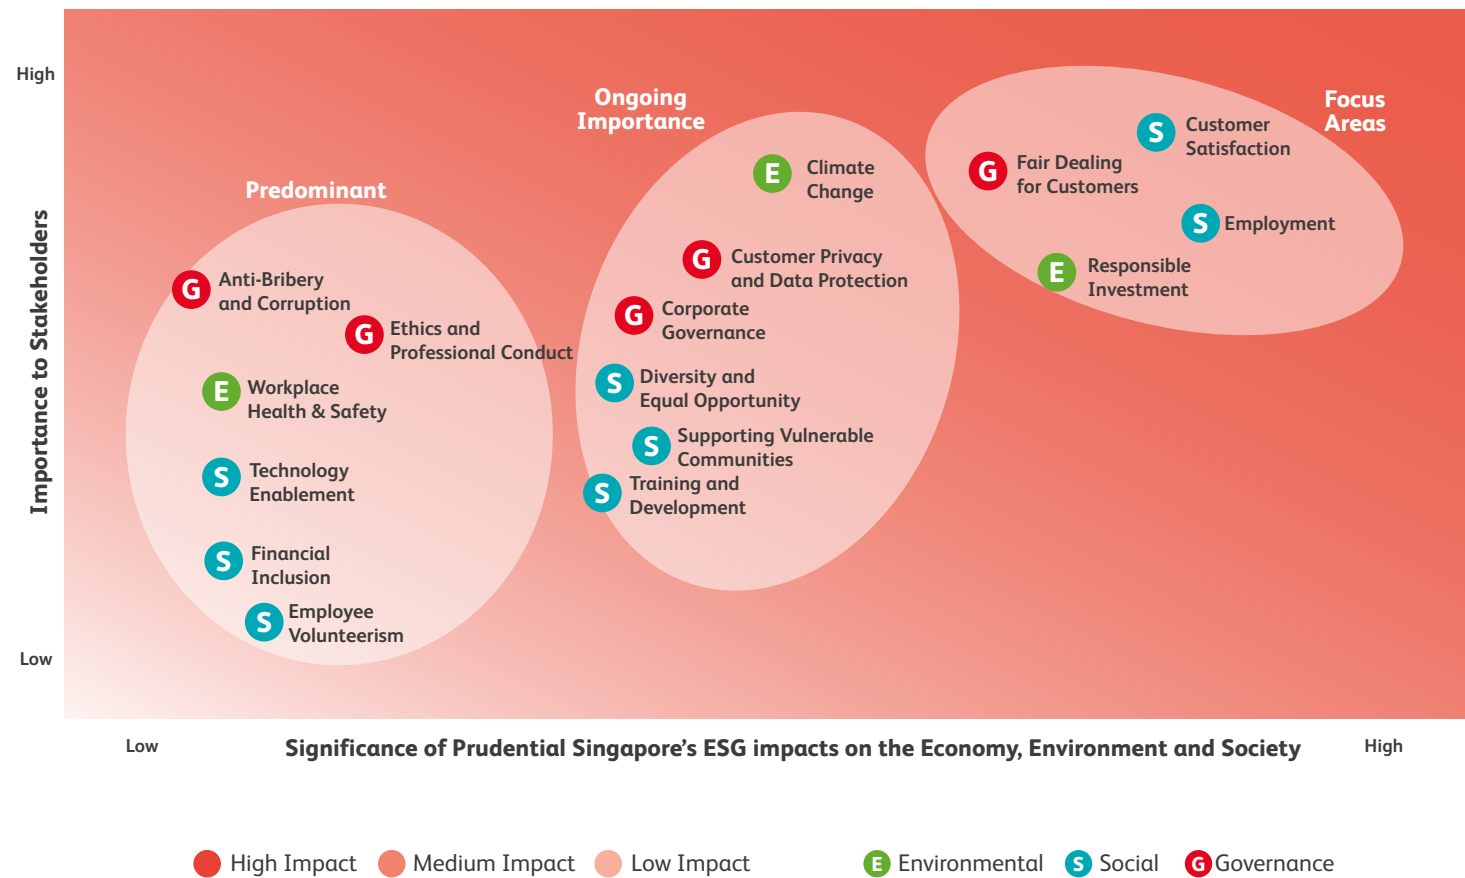 High
Importance to Stakeholders
Low
Predominant
G Anti-Bribery
and Corruption
G Ethics and
Professional Conduct
E Workplace
Health & Safety
S Technology
Enablement
S Financial
Inclusion
S Employee
Volunteerism
Ongoing
Importance
E Climate
Change
G Customer Privacy
and Data Protection
G Corporate
Governance
S Diversity and
Equal Opportunity
S Supporting Vulnerable
Communities
S Training and
Development
Focus
Areas
S Customer
Satisfaction
G Fair Dealing
for Customers
S Employment
E Responsible
Investment
Low
Significance of Prudential Singapore’s ESG impacts on the Economy, Environment and Society
High
High Impact
Medium Impact
Low Impact
E Environmental
S Social
G Governance